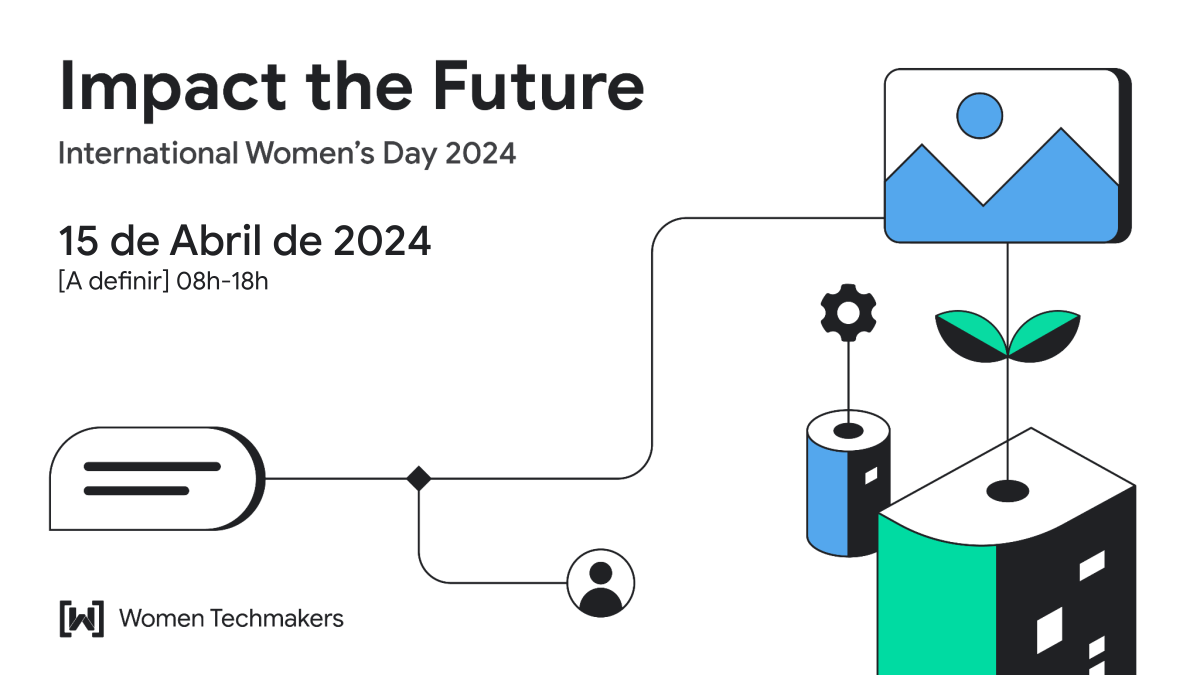 Impact the Future
International Women’s Day 2024
15 de Abril de 2024
[A definir] 08h-18h
[W] Women Techmakers